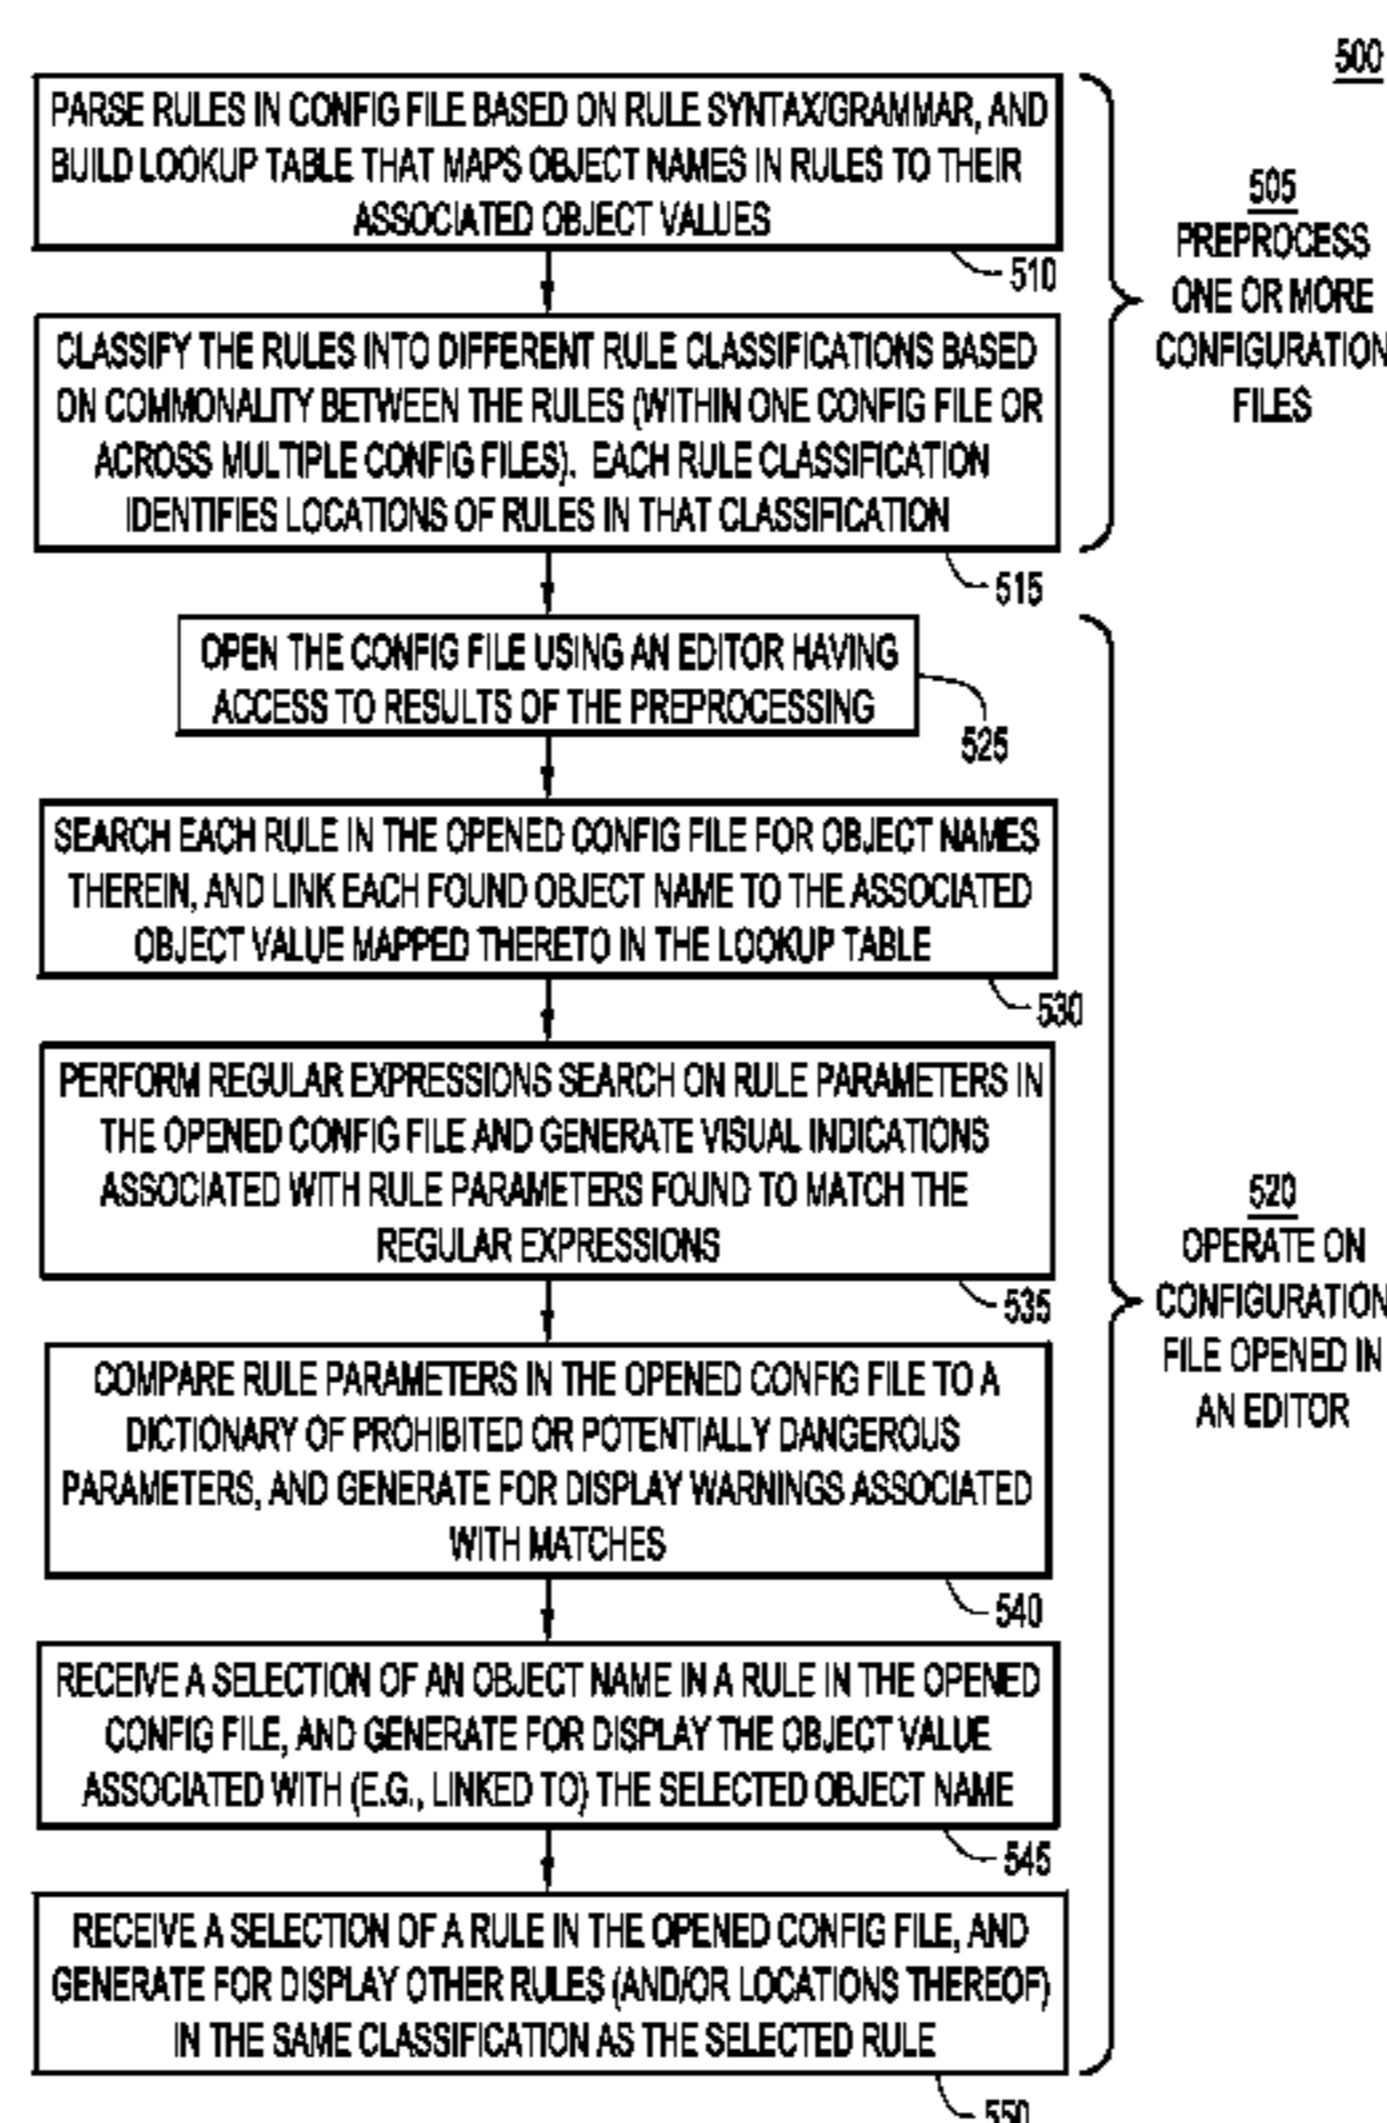 500
PARSE RULES IN CONFIG FILE BASED ON RULE SYNTAX/GRAMMAR, AND
BUILD LOOKUP TABLE THAT MAPS OBJECT NAMES IN RULES TO THEIR
ASSOCIATED OBJECT VALUES
510
CLASSIFY THE RULES INTO DIFFERENT RULE CLASSIFICATIONS BASED
ON COMMONALITY BETWEEN THE RULES (WITHIN ONE CONFIG FILE OR
ACROSS MULTIPLE CONFIG FILES). EACH RULE CLASSIFICATION
IDENTIFIES LOCATIONS OF RULES IN THAT CLASSIFICATION
515
505
PREPROCESS
ONE OR MORE
CONFIGURATION
FILES
OPEN THE CONFIG FILE USING AN EDITOR HAVING
ACCESS TO RESULTS OF THE PREPROCESSING
525
SEARCH EACH RULE IN THE OPENED CONFIG FILE FOR OBJECT NAMES
THEREIN, AND LINK EACH FOUND OBJECT NAME TO THE ASSOCIATED
OBJECT VALUE MAPPED THERETO IN THE LOOKUP TABLE
530
PERFORM REGULAR EXPRESSIONS SEARCH ON RULE PARAMETERS IN
THE OPENED CONFIG FILE AND GENERATE VISUAL INDICATIONS
ASSOCIATED WITH RULE PARAMETERS FOUND TO MATCH THE
REGULAR EXPRESSIONS
535
COMPARE RULE PARAMETERS IN THE OPENED CONFIG FILE TO A
DICTIONARY OF PROHIBITED OR POTENTIALLY DANGEROUS
PARAMETERS, AND GENERATE FOR DISPLAY WARNINGS ASSOCIATED
WITH MATCHES
540
RECEIVE A SELECTION OF AN OBJECT NAME IN A RULE IN THE OPENED
CONFIG FILE, AND GENERATE FOR DISPLAY THE OBJECT VALUE
ASSOCIATED WITH (E.G., LINKED TO) THE SELECTED OBJECT NAME
545
RECEIVE A SELECTION OF A RULE IN THE OPENED CONFIG FILE, AND
GENERATE FOR DISPLAY OTHER RULES (AND/OR LOCATIONS THEREOF)
IN THE SAME CLASSIFICATION AS THE SELECTED RULE
550
520
OPERATE ON
CONFIGURATION
FILE OPENED IN
AN EDITOR